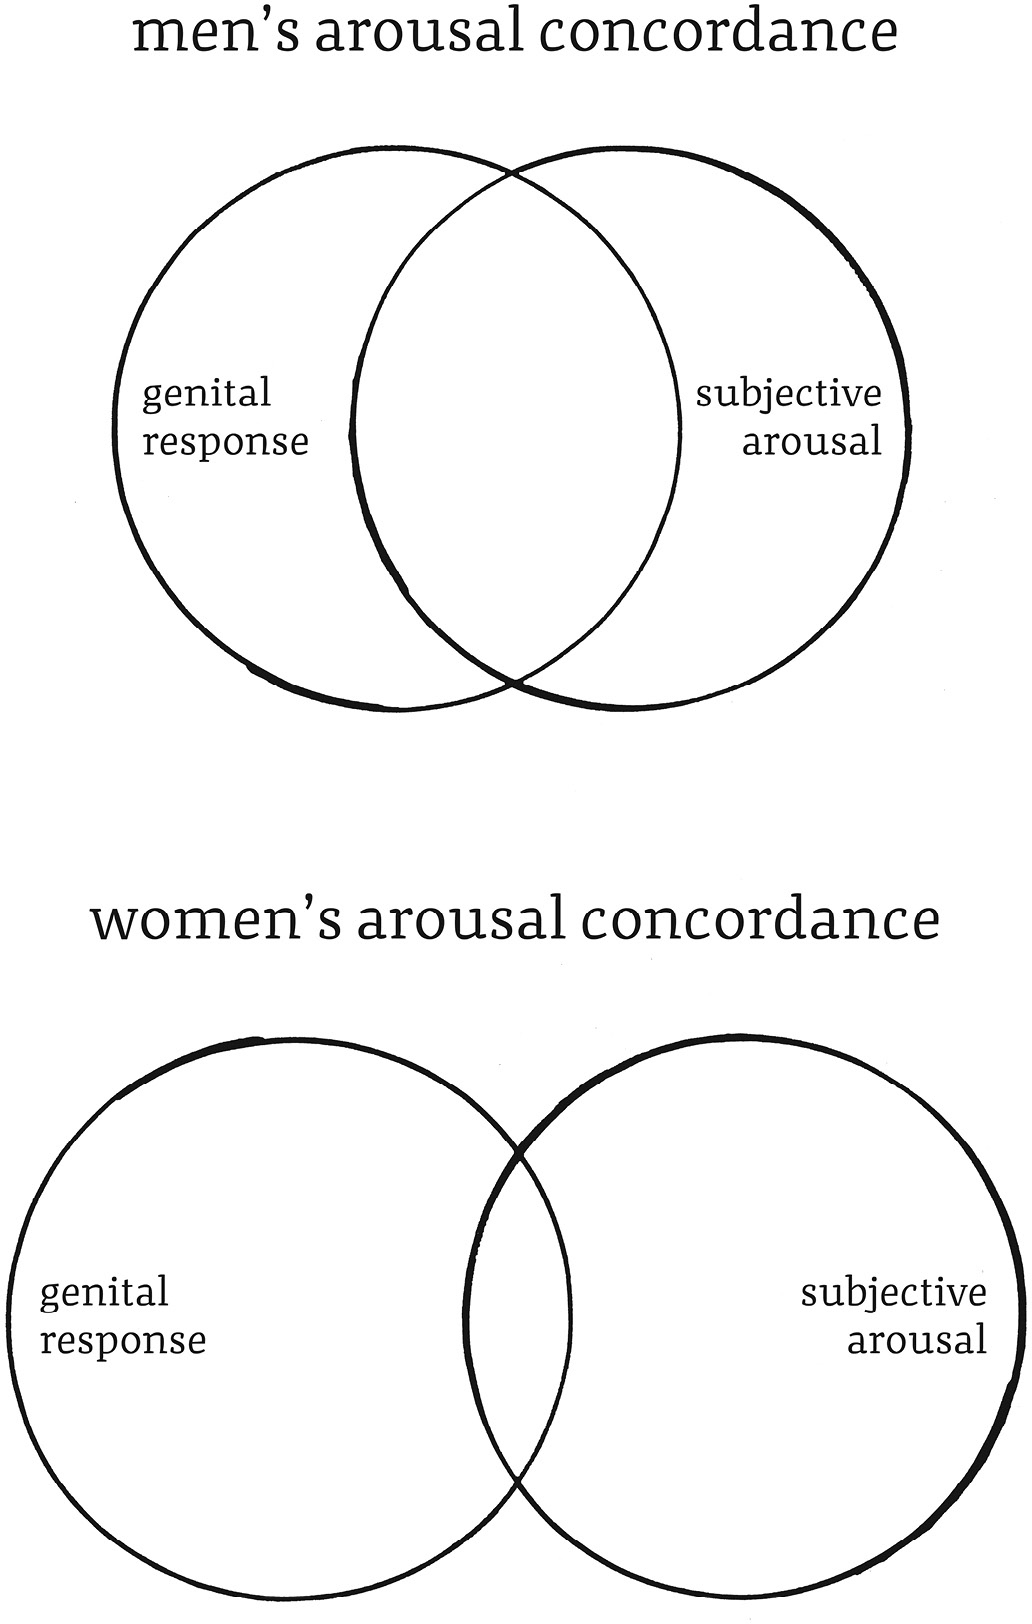 men’s arousal concordance
genital
response
subjective
arousal
women’s arousal concordance
genital
response
subjective
arousal